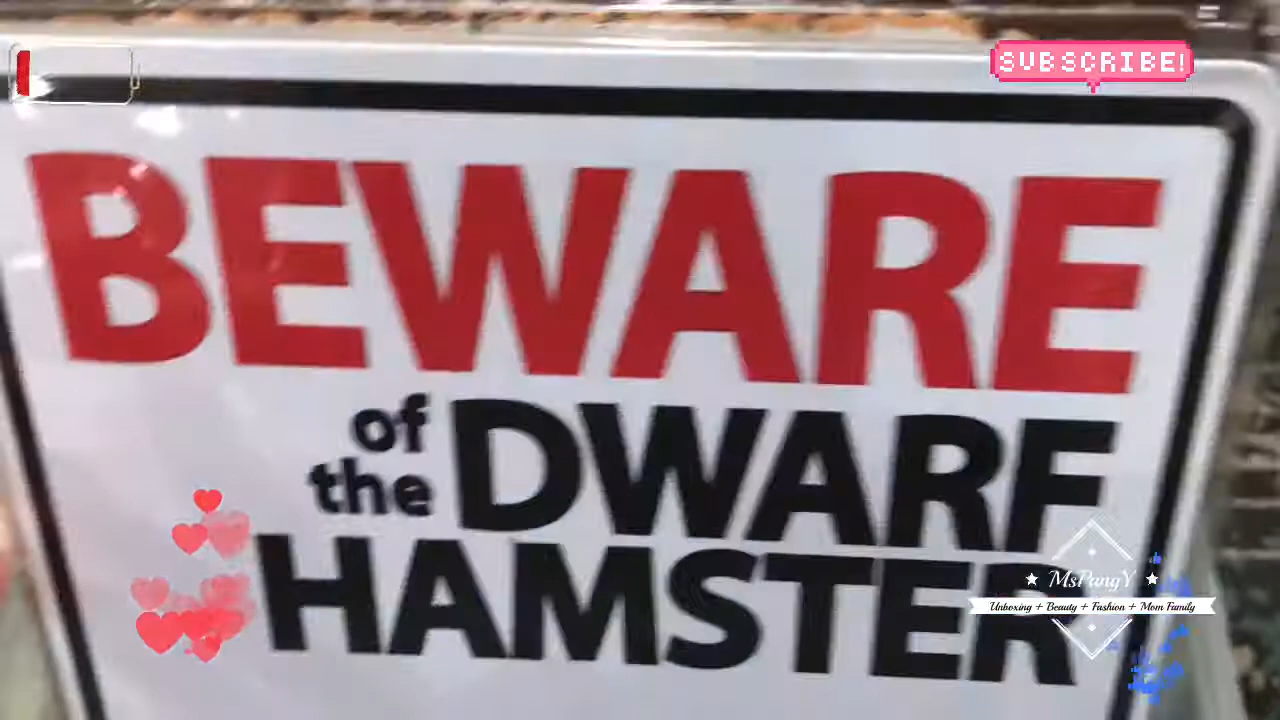 SUBSCRIBE!
BEWARE
of the DWARF
HAMSTER
MsPangY
Unboxing + Beauty + Fashion + Mom Family